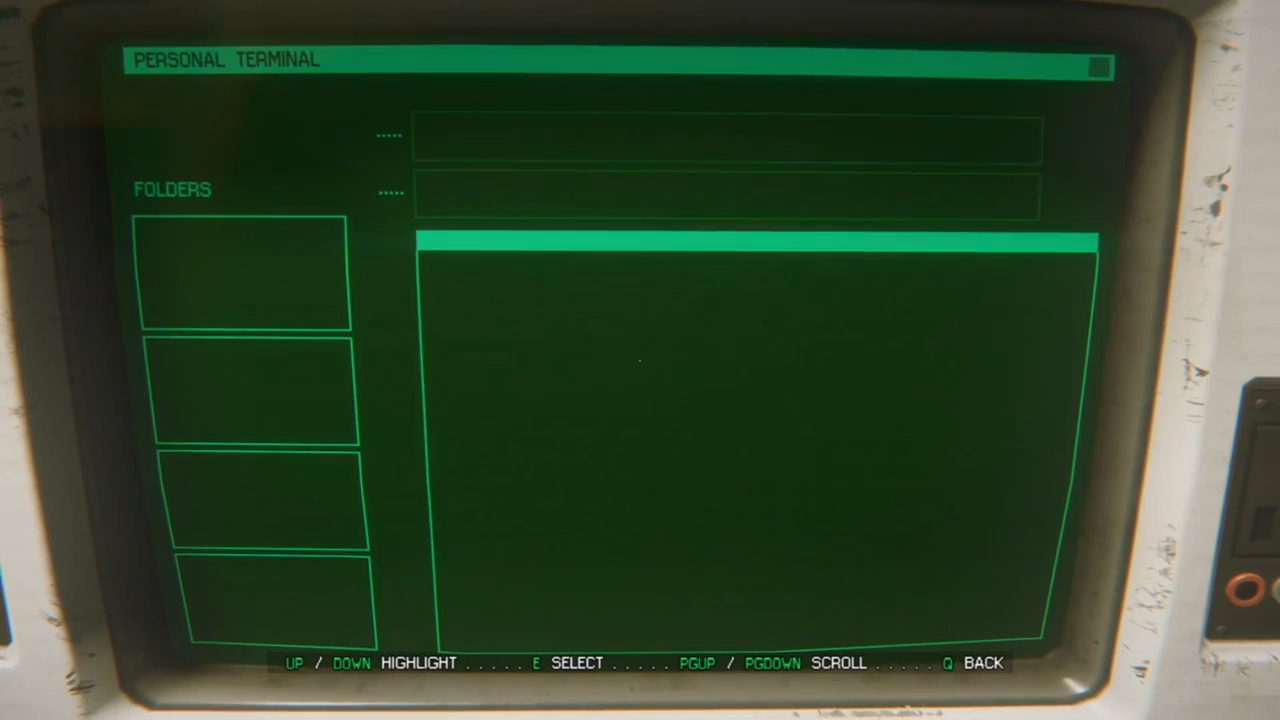 PERSONAL TERMINAL
.....
FOLDERS
.....
UP / DOWN HIGHLIGHT ..... E SELECT ..... PGUP / PGDOWN SCROLL ..... Q BACK